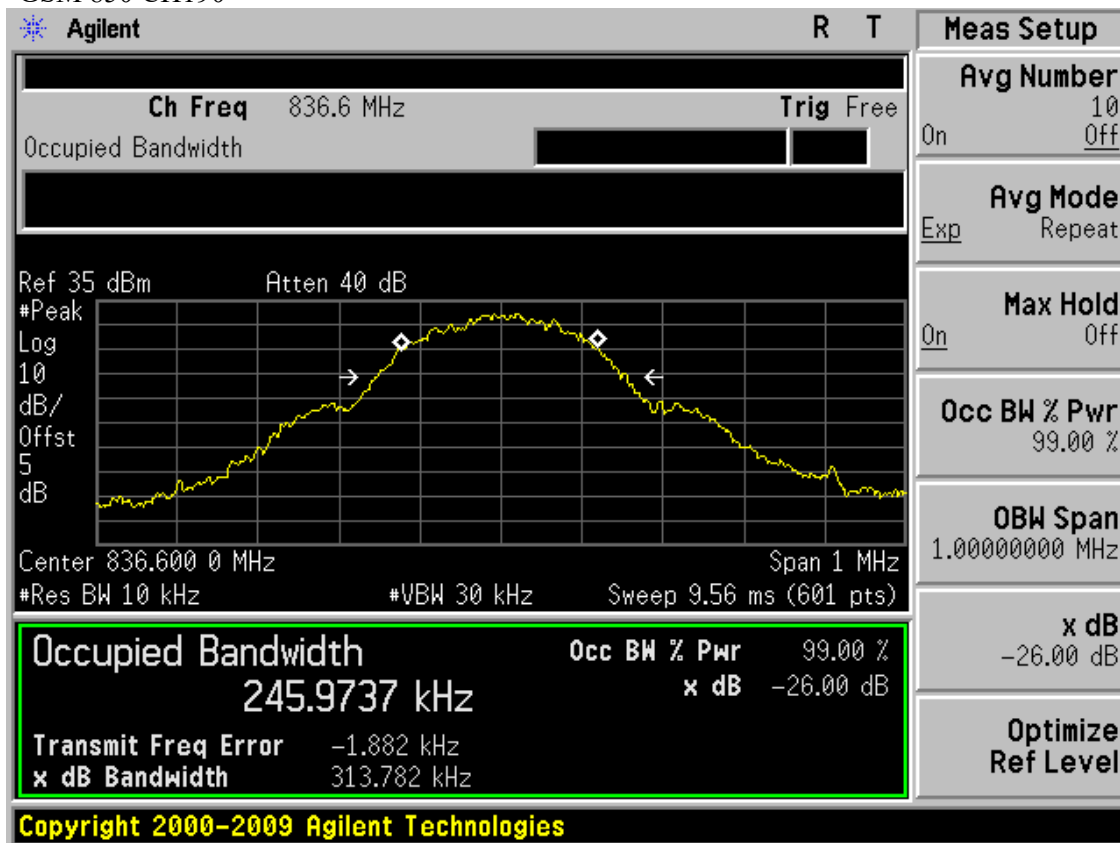 Agilent R T Meas Setup
Avg Number
10
On Off
Ch Freq 836.6 MHz Trig Free
Occupied Bandwidth
Avg Mode
Exp Repeat
Ref 35 dBm Atten 40 dB
#Peak
Log
10
dB/
Offst
5
dB
Max Hold
On Off
Occ BW % Pwr
99.00 %
OBW Span
1.00000000 MHz
Center 836.600 0 MHz Span 1 MHz
#Res BW 10 kHz #VBW 30 kHz Sweep 9.56 ms (601 pts)
x dB
-26.00 dB
Occupied Bandwidth Occ BW % Pwr 99.00 %
245.9737 kHz x dB -26.00 dB
Transmit Freq Error -1.882 kHz
x dB Bandwidth 313.782 kHz
Optimize
Ref Level
Copyright 2000-2009 Agilent Technologies